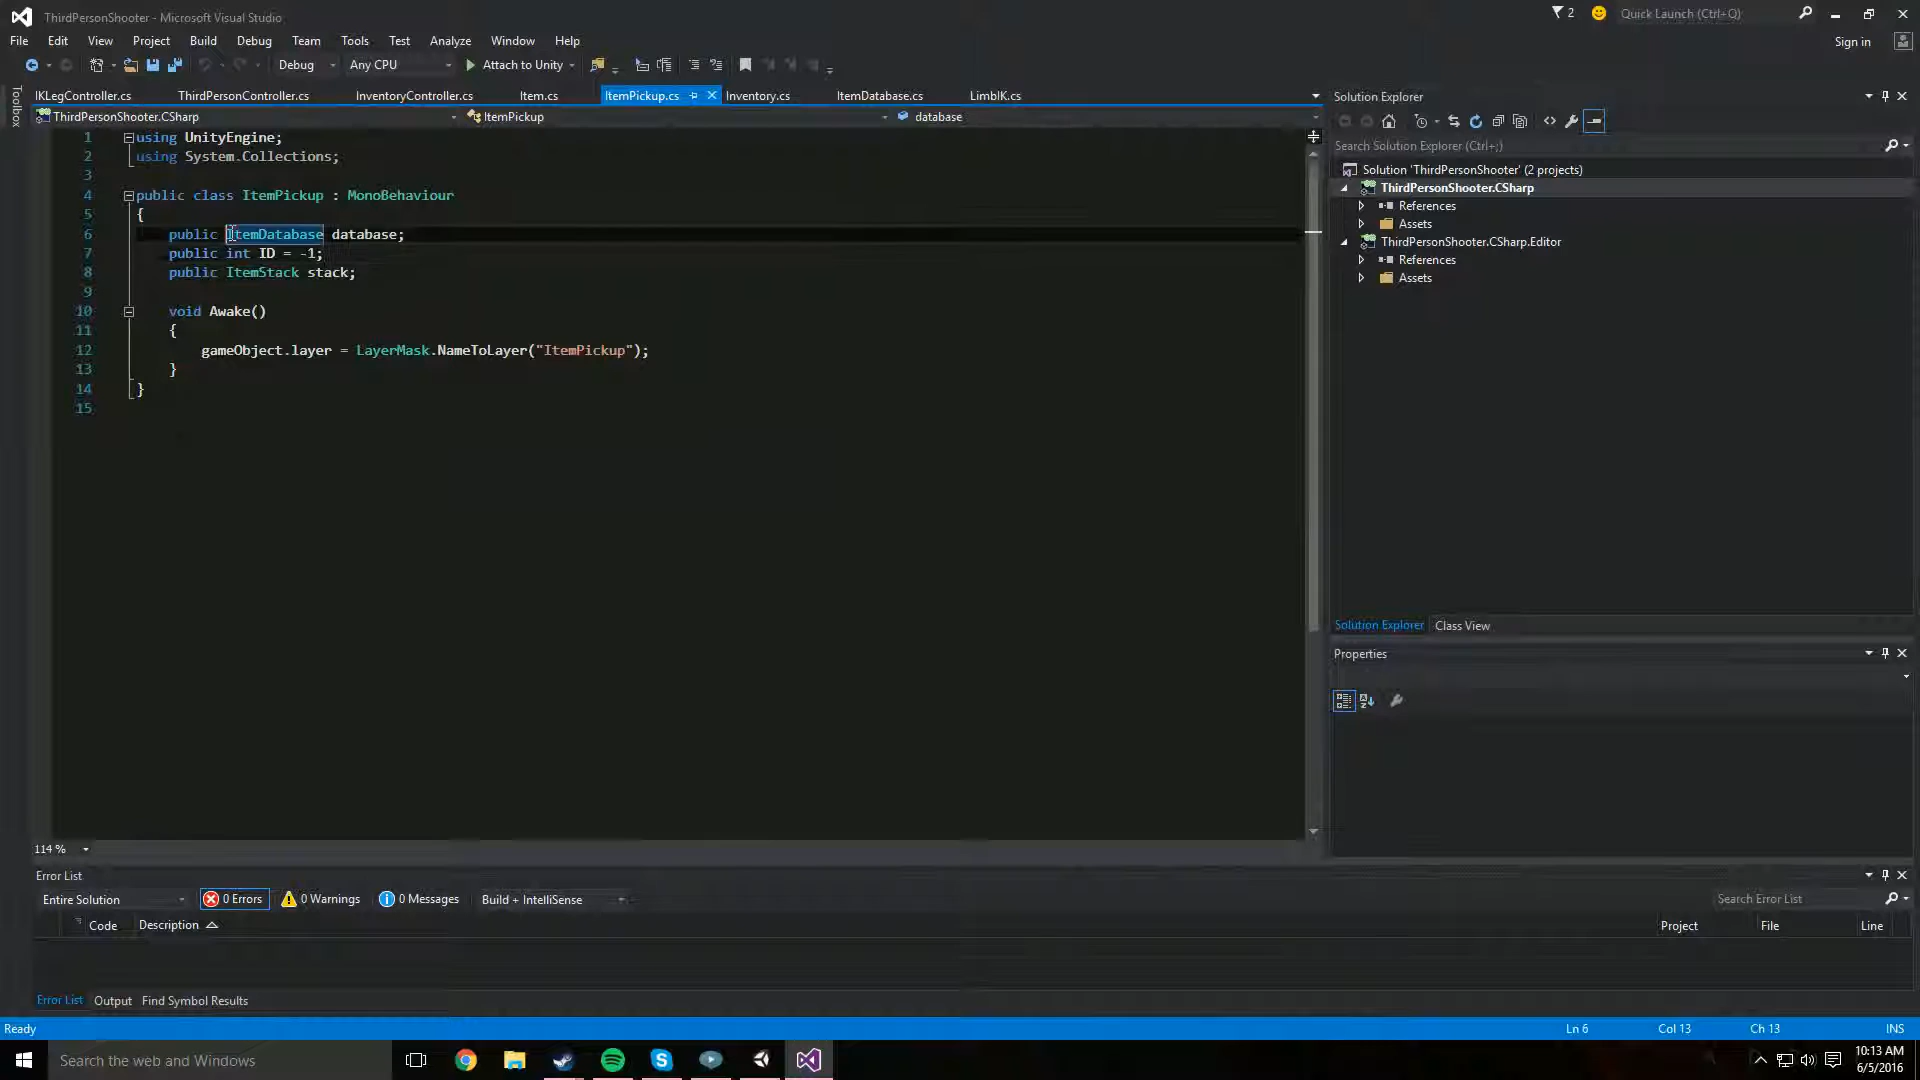 ThirdPersonShooter - Microsoft Visual Studio
2
Quick Launch (Ctrl+Q)
File Edit View Project Build Debug Team Tools Test Analyze Window Help
Sign in
Debug Any CPU Attach to Unity
Toolbox
IKLegController.cs ThirdPersonController.cs InventoryController.cs Item.cs ItemPickup.cs Inventory.cs ItemDatabase.cs LimbIK.cs
ThirdPersonShooter.CSharp ItemPickup database
1 using UnityEngine;
2 using System.Collections;
3
4 public class ItemPickup : MonoBehaviour
5 {
6 public ItemDatabase database;
7 public int ID = -1;
8 public ItemStack stack;
9
10 void Awake()
11 {
12 gameObject.layer = LayerMask.NameToLayer("ItemPickup");
13 }
14 }
15
114 %
Solution Explorer
Search Solution Explorer (Ctrl+;)
Solution 'ThirdPersonShooter' (2 projects)
ThirdPersonShooter.CSharp
References
Assets
ThirdPersonShooter.CSharp.Editor
References
Assets
Solution Explorer Class View
Properties
Error List
Entire Solution 0 Errors 0 Warnings 0 Messages Build + IntelliSense
Search Error List
Code Description Project File Line
Error List Output Find Symbol Results
Ready Ln 6 Col 13 Ch 13 INS
Search the web and Windows
10:13 AM
6/5/2016